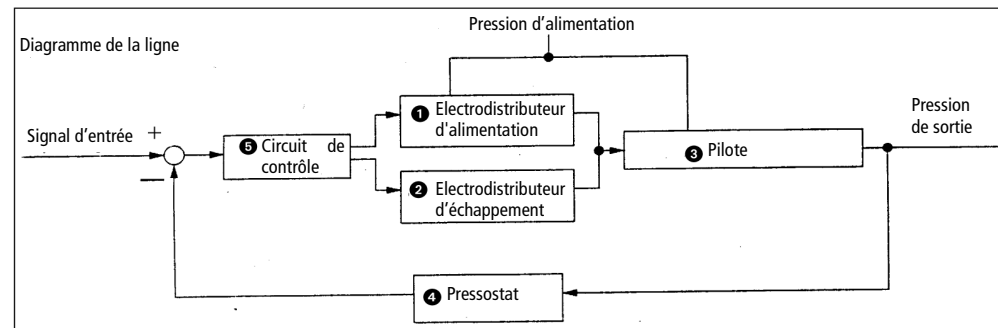 Pression d’alimentation
Diagramme de la ligne
❶ Electrodistributeur
d'alimentation
Pression
de sortie
Signal d’entrée +
❺ Circuit de
contrôle
❸ Pilote
—
❷ Electrodistributeur
d’échappement
❹ Pressostat